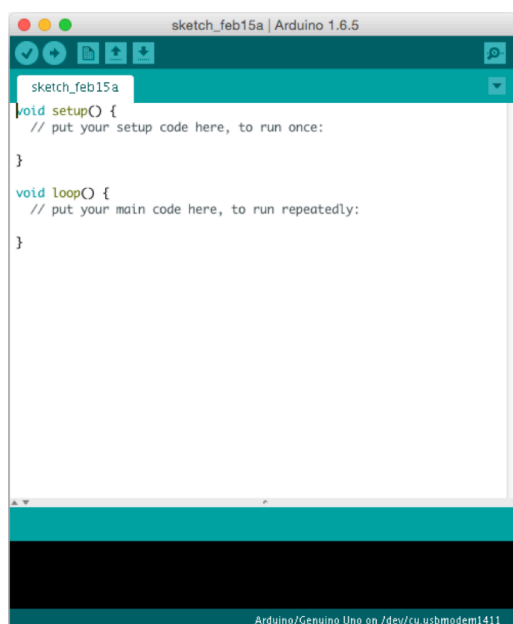 sketch_feb15a | Arduino 1.6.5
sketch_feb15a
void setup() {
  // put your setup code here, to run once:
}
void loop() {
  // put your main code here, to run repeatedly:
}
Arduino/Genuino Uno on /dev/cu.usbmodem1411